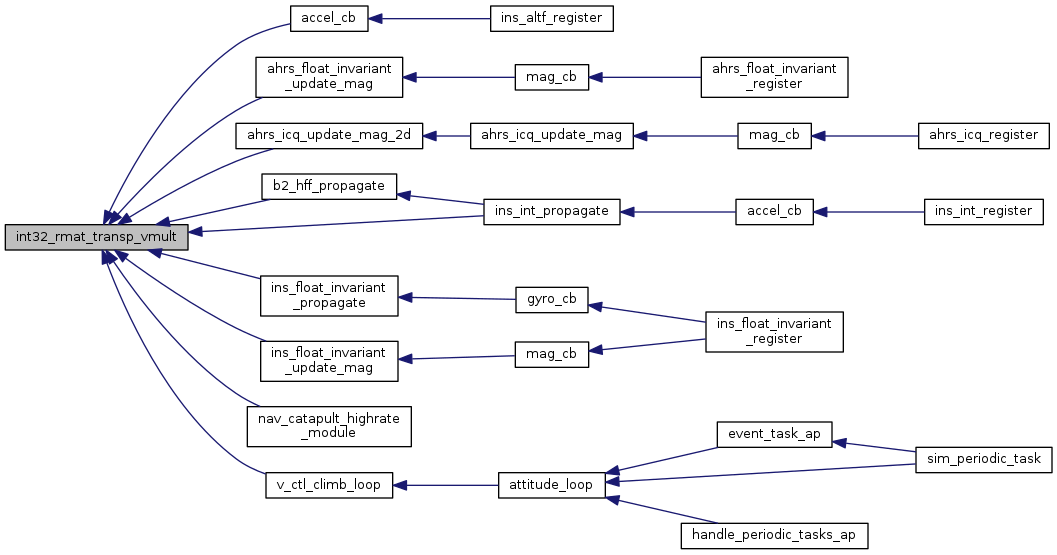 accel_cb
ins_altf_register
ahrs_float_invariant
_update_mag
mag_cb
ahrs_float_invariant
_register
ahrs_icq_update_mag_2d
ahrs_icq_update_mag
mag_cb
ahrs_icq_register
b2_hff_propagate
ins_int_propagate
accel_cb
ins_int_register
int32_rmat_transp_vmult
ins_float_invariant
_propagate
gyro_cb
ins_float_invariant
_register
ins_float_invariant
_update_mag
mag_cb
nav_catapult_highrate
_module
event_task_ap
sim_periodic_task
v_ctl_climb_loop
attitude_loop
handle_periodic_tasks_ap